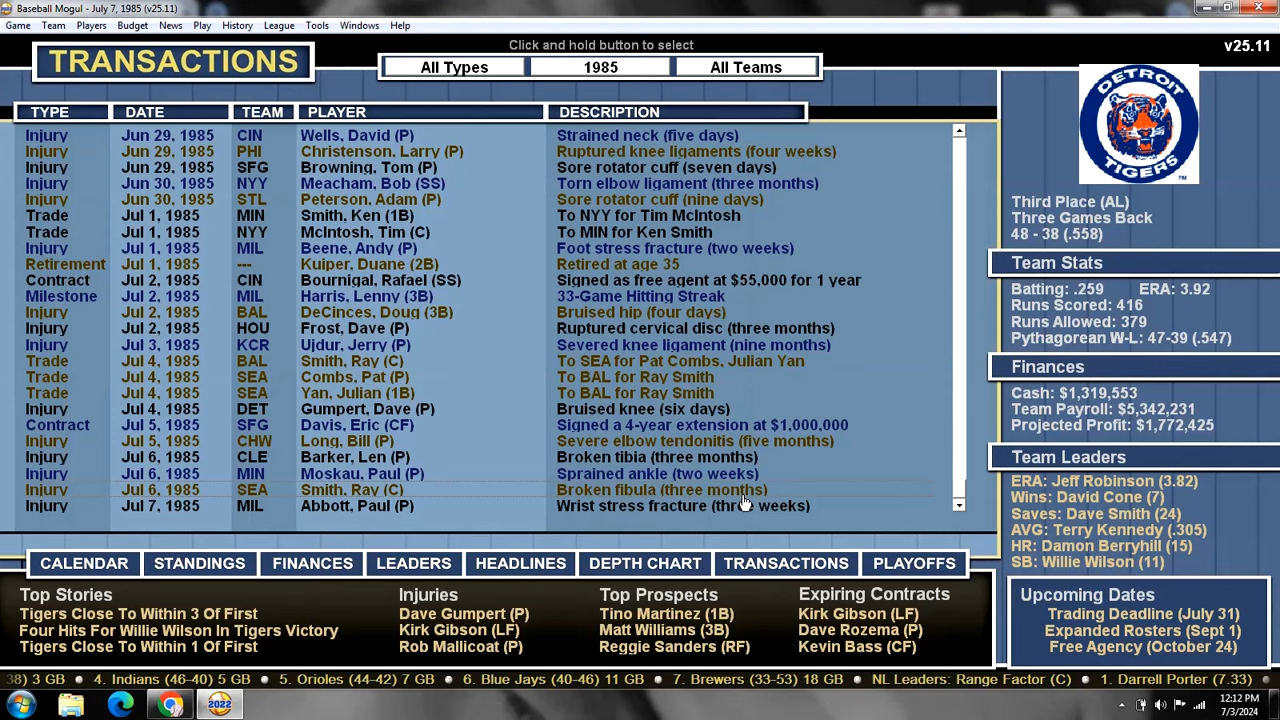 Baseball Mogul - July 7, 1985 (v25.11)
Game Team Players Budget News Play History League Tools Windows Help
Click and hold button to select
v25.11
TRANSACTIONS
All Types 1985 All Teams
TYPE DATE TEAM PLAYER DESCRIPTION
Injury Jun 29, 1985 CIN Wells, David (P) Strained neck (five days)
Injury Jun 29, 1985 PHI Christenson, Larry (P) Ruptured knee ligaments (four weeks)
Injury Jun 29, 1985 SFG Browning, Tom (P) Sore rotator cuff (seven days)
Injury Jun 30, 1985 NYY Meacham, Bob (SS) Torn elbow ligament (three months)
Injury Jun 30, 1985 STL Peterson, Adam (P) Sore rotator cuff (nine days)
Trade Jul 1, 1985 MIN Smith, Ken (1B) To NYY for Tim McIntosh
Trade Jul 1, 1985 NYY McIntosh, Tim (C) To MIN for Ken Smith
Injury Jul 1, 1985 MIL Beene, Andy (P) Foot stress fracture (two weeks)
Retirement Jul 1, 1985 --- Kuiper, Duane (2B) Retired at age 35
Contract Jul 2, 1985 CIN Bournigal, Rafael (SS) Signed as free agent at $55,000 for 1 year
Milestone Jul 2, 1985 MIL Harris, Lenny (3B) 33-Game Hitting Streak
Injury Jul 2, 1985 BAL DeCinces, Doug (3B) Bruised hip (four days)
Injury Jul 2, 1985 HOU Frost, Dave (P) Ruptured cervical disc (three months)
Injury Jul 3, 1985 KCR Ujdur, Jerry (P) Severed knee ligament (nine months)
Trade Jul 4, 1985 BAL Smith, Ray (C) To SEA for Pat Combs, Julian Yan
Trade Jul 4, 1985 SEA Combs, Pat (P) To BAL for Ray Smith
Trade Jul 4, 1985 SEA Yan, Julian (1B) To BAL for Ray Smith
Injury Jul 4, 1985 DET Gumpert, Dave (P) Bruised knee (six days)
Contract Jul 5, 1985 SFG Davis, Eric (CF) Signed a 4-year extension at $1,000,000
Injury Jul 5, 1985 CHW Long, Bill (P) Severe elbow tendonitis (five months)
Injury Jul 6, 1985 CLE Barker, Len (P) Broken tibia (three months)
Injury Jul 6, 1985 MIN Moskau, Paul (P) Sprained ankle (two weeks)
Injury Jul 6, 1985 SEA Smith, Ray (C) Broken fibula (three months)
Injury Jul 7, 1985 MIL Abbott, Paul (P) Wrist stress fracture (three weeks)
DETROIT
TIGERS
TM
Third Place (AL)
Three Games Back
48 - 38 (.558)
Team Stats
Batting: .259 ERA: 3.92
Runs Scored: 416
Runs Allowed: 379
Pythagorean W-L: 47-39 (.547)
Finances
Cash: $1,319,553
Team Payroll: $5,342,231
Projected Profit: $1,772,425
Team Leaders
ERA: Jeff Robinson (3.82)
Wins: David Cone (7)
Saves: Dave Smith (24)
AVG: Terry Kennedy (.305)
HR: Damon Berryhill (15)
SB: Willie Wilson (11)
CALENDAR STANDINGS FINANCES LEADERS HEADLINES DEPTH CHART TRANSACTIONS PLAYOFFS
Top Stories
Tigers Close To Within 3 Of First
Four Hits For Willie Wilson In Tigers Victory
Tigers Close To Within 1 Of First
Injuries
Dave Gumpert (P)
Kirk Gibson (LF)
Rob Mallicoat (P)
Top Prospects
Tino Martinez (1B)
Matt Williams (3B)
Reggie Sanders (RF)
Expiring Contracts
Kirk Gibson (LF)
Dave Rozema (P)
Kevin Bass (CF)
Upcoming Dates
Trading Deadline (July 31)
Expanded Rosters (Sept 1)
Free Agency (October 24)
38) 3 GB • 4. Indians (46-40) 5 GB • 5. Orioles (44-42) 7 GB • 6. Blue Jays (40-46) 11 GB • 7. Brewers (33-53) 18 GB • NL Leaders: Range Factor (C) • 1. Darrell Porter (7.33)
2022
12:12 PM
7/3/2024